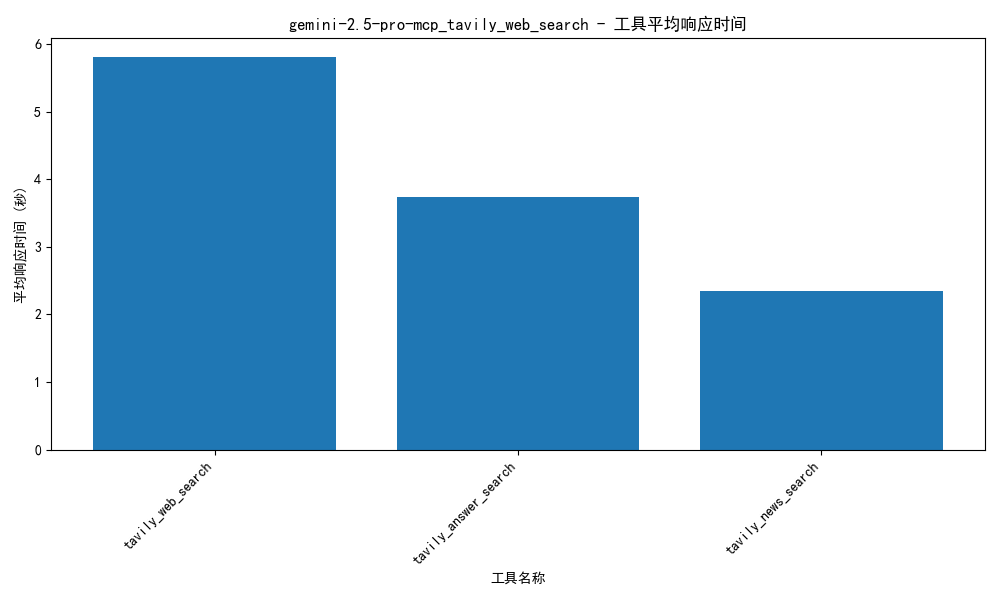 gemini-2.5-pro-mcp_tavily_web_search - 工具平均响应时间
平均响应时间 (秒)
6
5
4
3
2
1
0
tavily_web_search
tavily_answer_search
tavily_news_search
工具名称